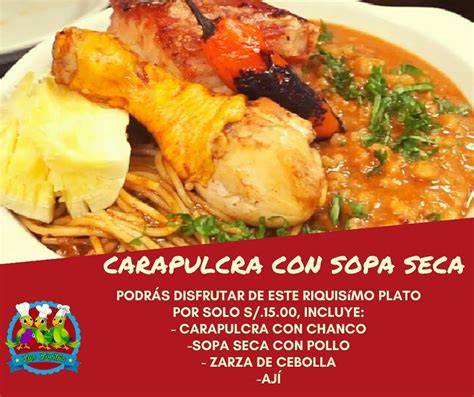 CARAPULCRA CON SOPA SECA
PODRÁS DISFRUTAR DE ESTE RIQUISíMO PLATO
POR SOLO S/.15.00, INCLUYE:
- CARAPULCRA CON CHANCO
-SOPA SECA CON POLLO
- ZARZA DE CEBOLLA
-AJÍ